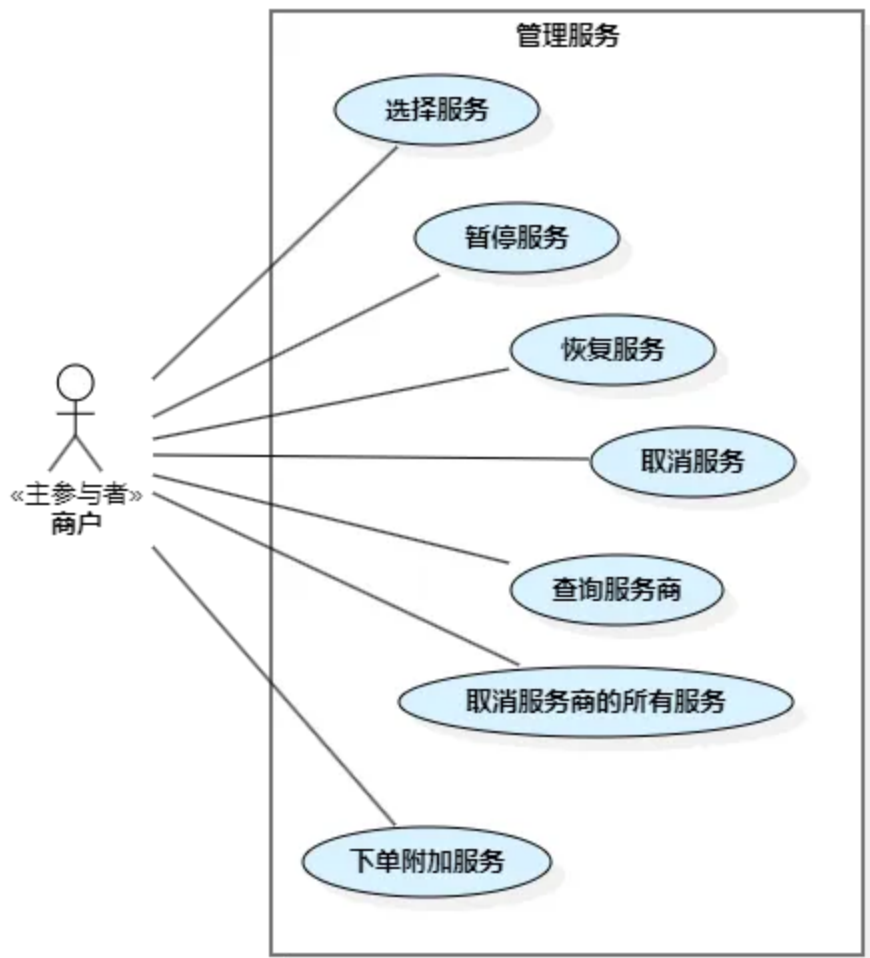 管理服务
选择服务
暂停服务
恢复服务
取消服务
«主参与者»
商户
查询服务商
取消服务商的所有服务
下单附加服务